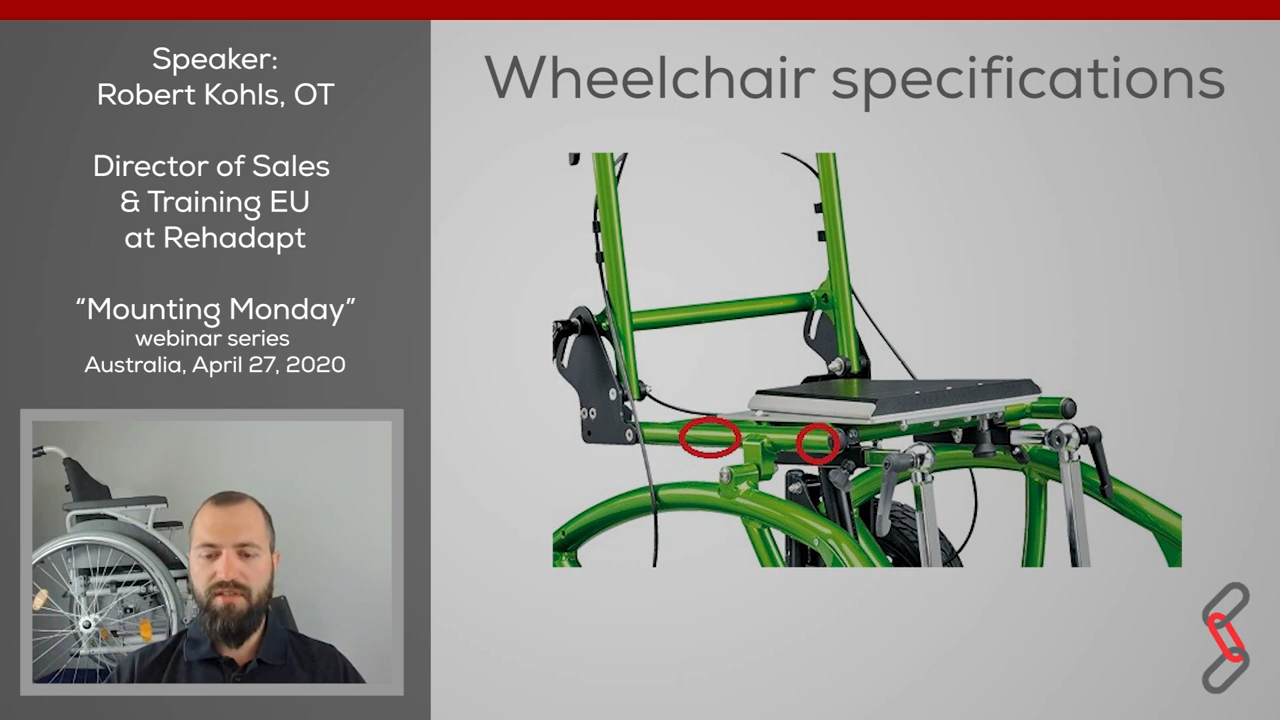 Speaker:
Robert Kohls, OT
Director of Sales
& Training EU
at Rehadapt
“Mounting Monday”
webinar series
Australia, April 27, 2020
Wheelchair specifications